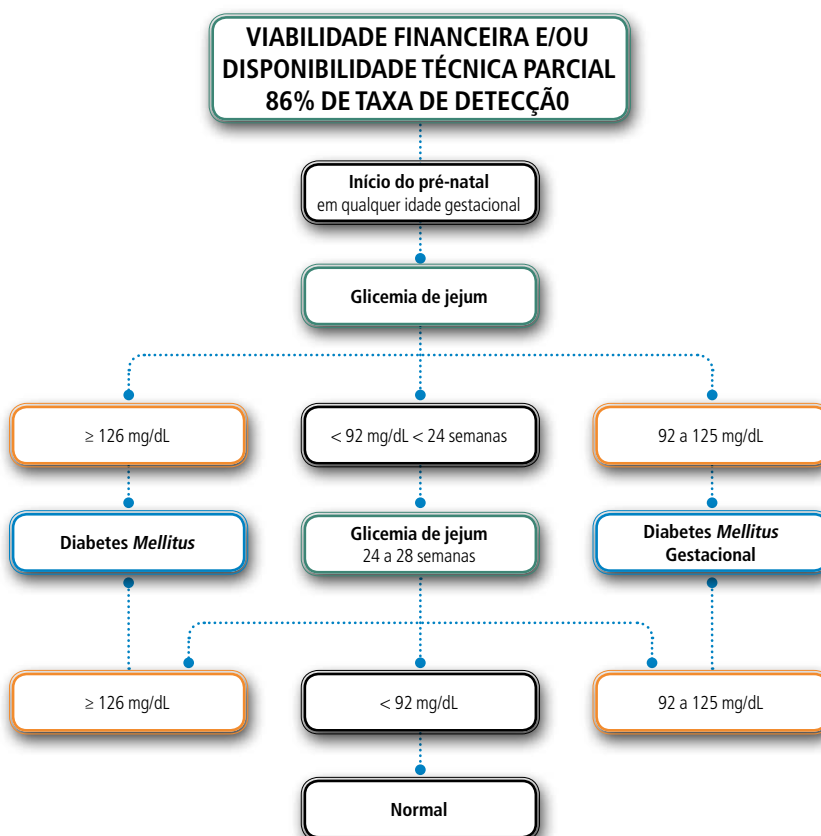 VIABILIDADE FINANCEIRA E/OU
DISPONIBILIDADE TÉCNICA PARCIAL
86% DE TAXA DE DETECÇÃ0
Início do pré-natal
em qualquer idade gestacional
Glicemia de jejum
≥ 126 mg/dL
< 92 mg/dL < 24 semanas
92 a 125 mg/dL
Diabetes Mellitus
Glicemia de jejum
24 a 28 semanas
Diabetes Mellitus
Gestacional
≥ 126 mg/dL
< 92 mg/dL
92 a 125 mg/dL
Normal